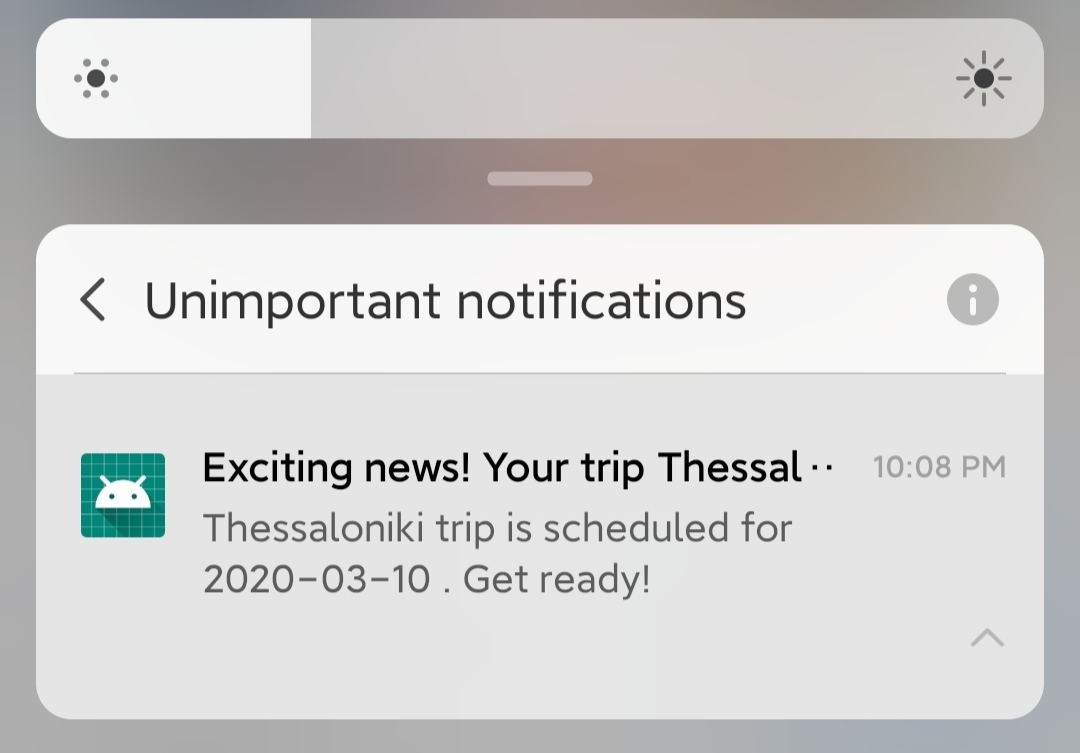 Unimportant notifications
Exciting news! Your trip Thessal ··
10:08 PM
Thessaloniki trip is scheduled for
2020-03-10 . Get ready!